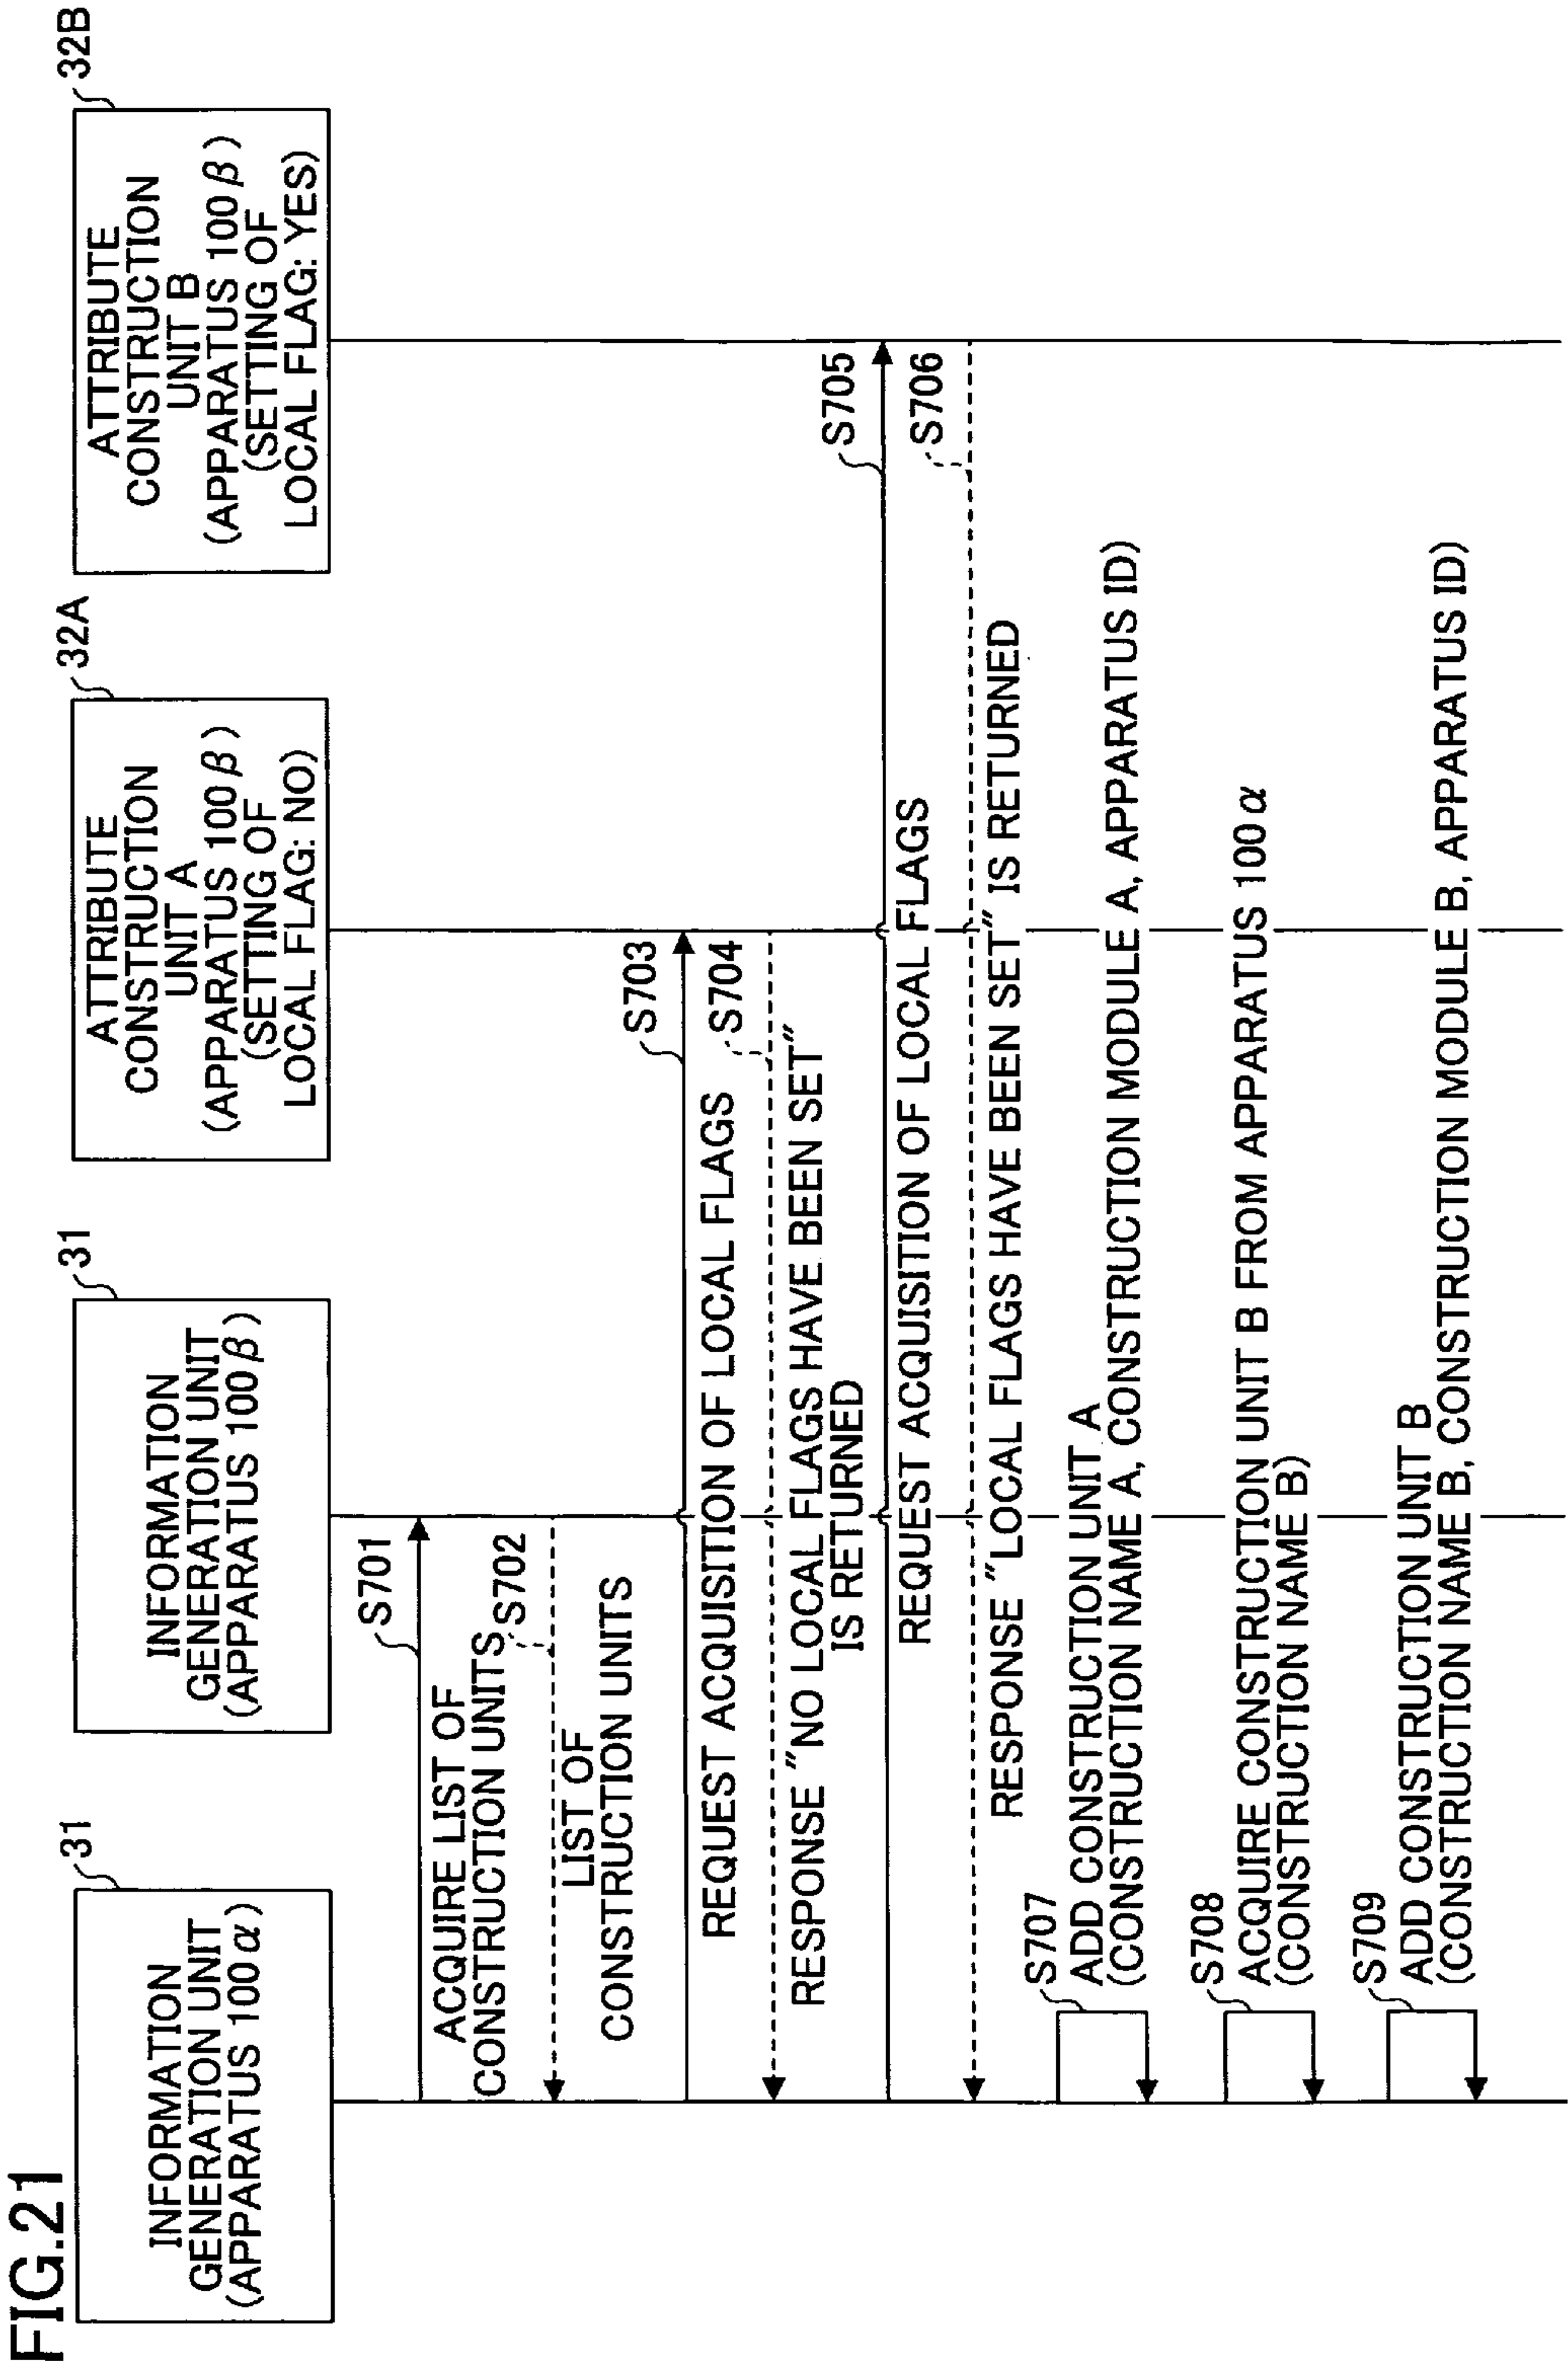 FIG.21
31
INFORMATION
GENERATION UNIT
(APPARATUS 100α)
31
INFORMATION
GENERATION UNIT
(APPARATUS 100β)
32A
ATTRIBUTE
CONSTRUCTION
UNIT A
(APPARATUS 100β)
(SETTING OF
LOCAL FLAG: NO)
32B
ATTRIBUTE
CONSTRUCTION
UNIT B
(APPARATUS 100β)
(SETTING OF
LOCAL FLAG: YES)
S701
ACQUIRE LIST OF
CONSTRUCTION UNITS
S702
LIST OF
CONSTRUCTION UNITS
S703
REQUEST ACQUISITION OF LOCAL FLAGS
S704
RESPONSE "NO LOCAL FLAGS HAVE BEEN SET"
IS RETURNED
S705
REQUEST ACQUISITION OF LOCAL FLAGS
S706
RESPONSE "LOCAL FLAGS HAVE BEEN SET" IS RETURNED
S707
ADD CONSTRUCTION UNIT A
(CONSTRUCTION NAME A, CONSTRUCTION MODULE A, APPARATUS ID)
S708
ACQUIRE CONSTRUCTION UNIT B FROM APPARATUS 100α
(CONSTRUCTION NAME B)
S709
ADD CONSTRUCTION UNIT B
(CONSTRUCTION NAME B, CONSTRUCTION MODULE B, APPARATUS ID)